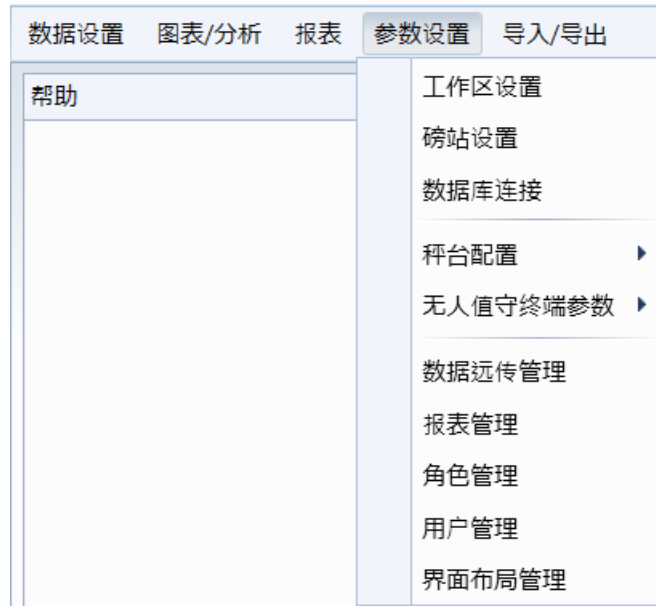 数据设置 图表/分析 报表 参数设置 导入/导出
帮助
工作区设置
磅站设置
数据库连接
秤台配置
无人值守终端参数
数据远传管理
报表管理
角色管理
用户管理
界面布局管理